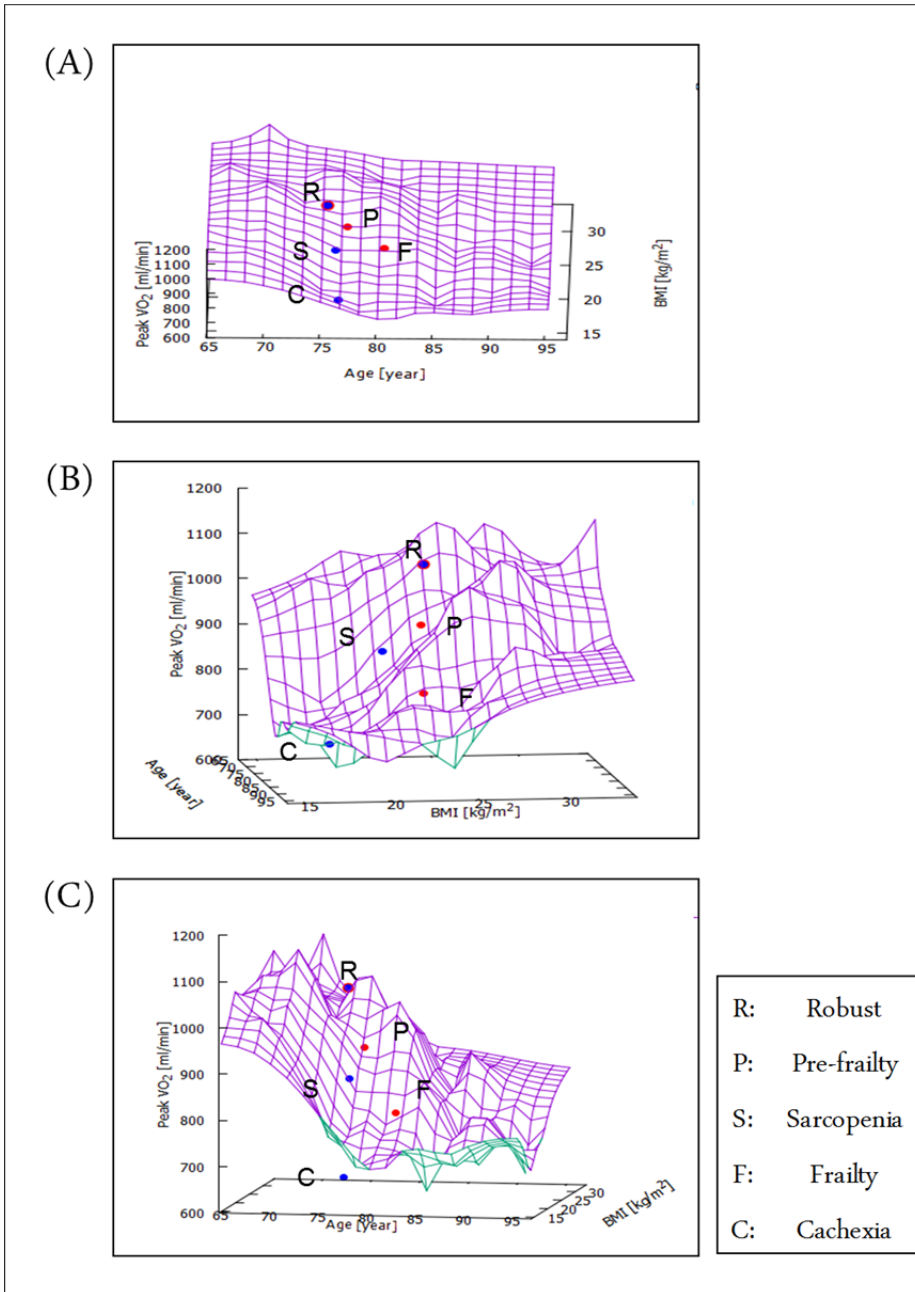 (A)
R
P
S
F
C
1200
1100
1000
900
800
700
600
Peak VO2 [ml/min]
65 70 75 80 85 90 95
Age [year]
30
25
20
15
BMI [kg/m²]
(B)
1200
1100
1000
900
800
700
600
Peak VO2 [ml/min]
R
P
S
F
C
Age [year]
15 20 25 30
BMI [kg/m²]
(C)
1200
1100
1000
900
800
700
600
Peak VO2 [ml/min]
R
P
S
F
C
65 70 75 80 85 90 95
Age [year]
15 20 25 30
BMI [kg/m²]
R: Robust
P: Pre-frailty
S: Sarcopenia
F: Frailty
C: Cachexia